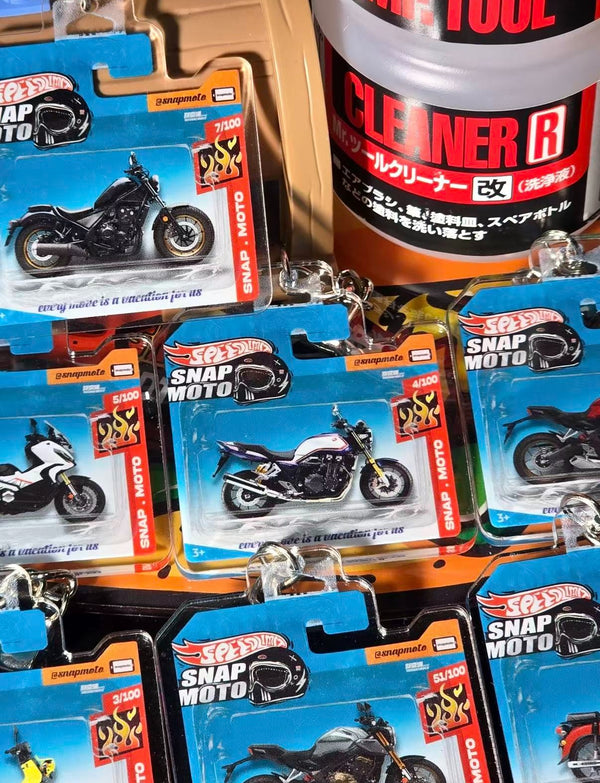 MR. TOOL
CLEANER R
Mr.ツールクリーナー 改 (洗浄液)
エアブラシ、筆、塗料皿、スペアボトル
などの塗料を洗い落とす
SPEED
SNAP
MOTO
@snapmoto
7/100
SNAP . MOTO
every move is a vacation for us
@snapmoto
5/100
SNAP . MOTO
is a vacation for us
SPEED
SNAP
MOTO
@snapmoto
4/100
SNAP . MOTO
3+
every move is a vacation for us
SPEED
SNAP
MOTO
3+
every move
@snapmoto
3/100
SPEED
SNAP
MOTO
@snapmoto
51/100
SPEED
SNAP
MOTO